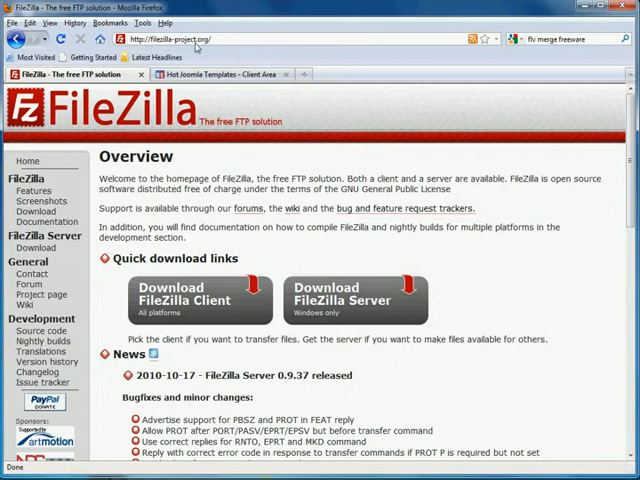 FileZilla - The free FTP solution - Mozilla Firefox
File Edit View History Bookmarks Tools Help
http://filezilla-project.org/
flv merge freeware
Most Visited Getting Started Latest Headlines
FileZilla - The free FTP solution
Hot Joomla Templates - Client Area
FileZilla The free FTP solution
Home
FileZilla
Features
Screenshots
Download
Documentation
FileZilla Server
Download
General
Contact
Forum
Project page
Wiki
Development
Source code
Nightly builds
Translations
Version history
Changelog
Issue tracker
PayPal
DONATE
Sponsors:
Supported by
artmotion
Overview
Welcome to the homepage of FileZilla, the free FTP solution. Both a client and a server are available. FileZilla is open source
software distributed free of charge under the terms of the GNU General Public License
Support is available through our forums, the wiki and the bug and feature request trackers.
In addition, you will find documentation on how to compile FileZilla and nightly builds for multiple platforms in the
development section.
Quick download links
Download
FileZilla Client
All platforms
Download
FileZilla Server
Windows only
Pick the client if you want to transfer files. Get the server if you want to make files available for others.
News
2010-10-17 - FileZilla Server 0.9.37 released
Bugfixes and minor changes:
Advertise support for PBSZ and PROT in FEAT reply
Allow PROT after PORT/PASV/EPRT/EPSV but before transfer command
Use correct replies for RNTO, EPRT and MKD command
Reply with correct error code in response to transfer commands if PROT P is required but not set
Done